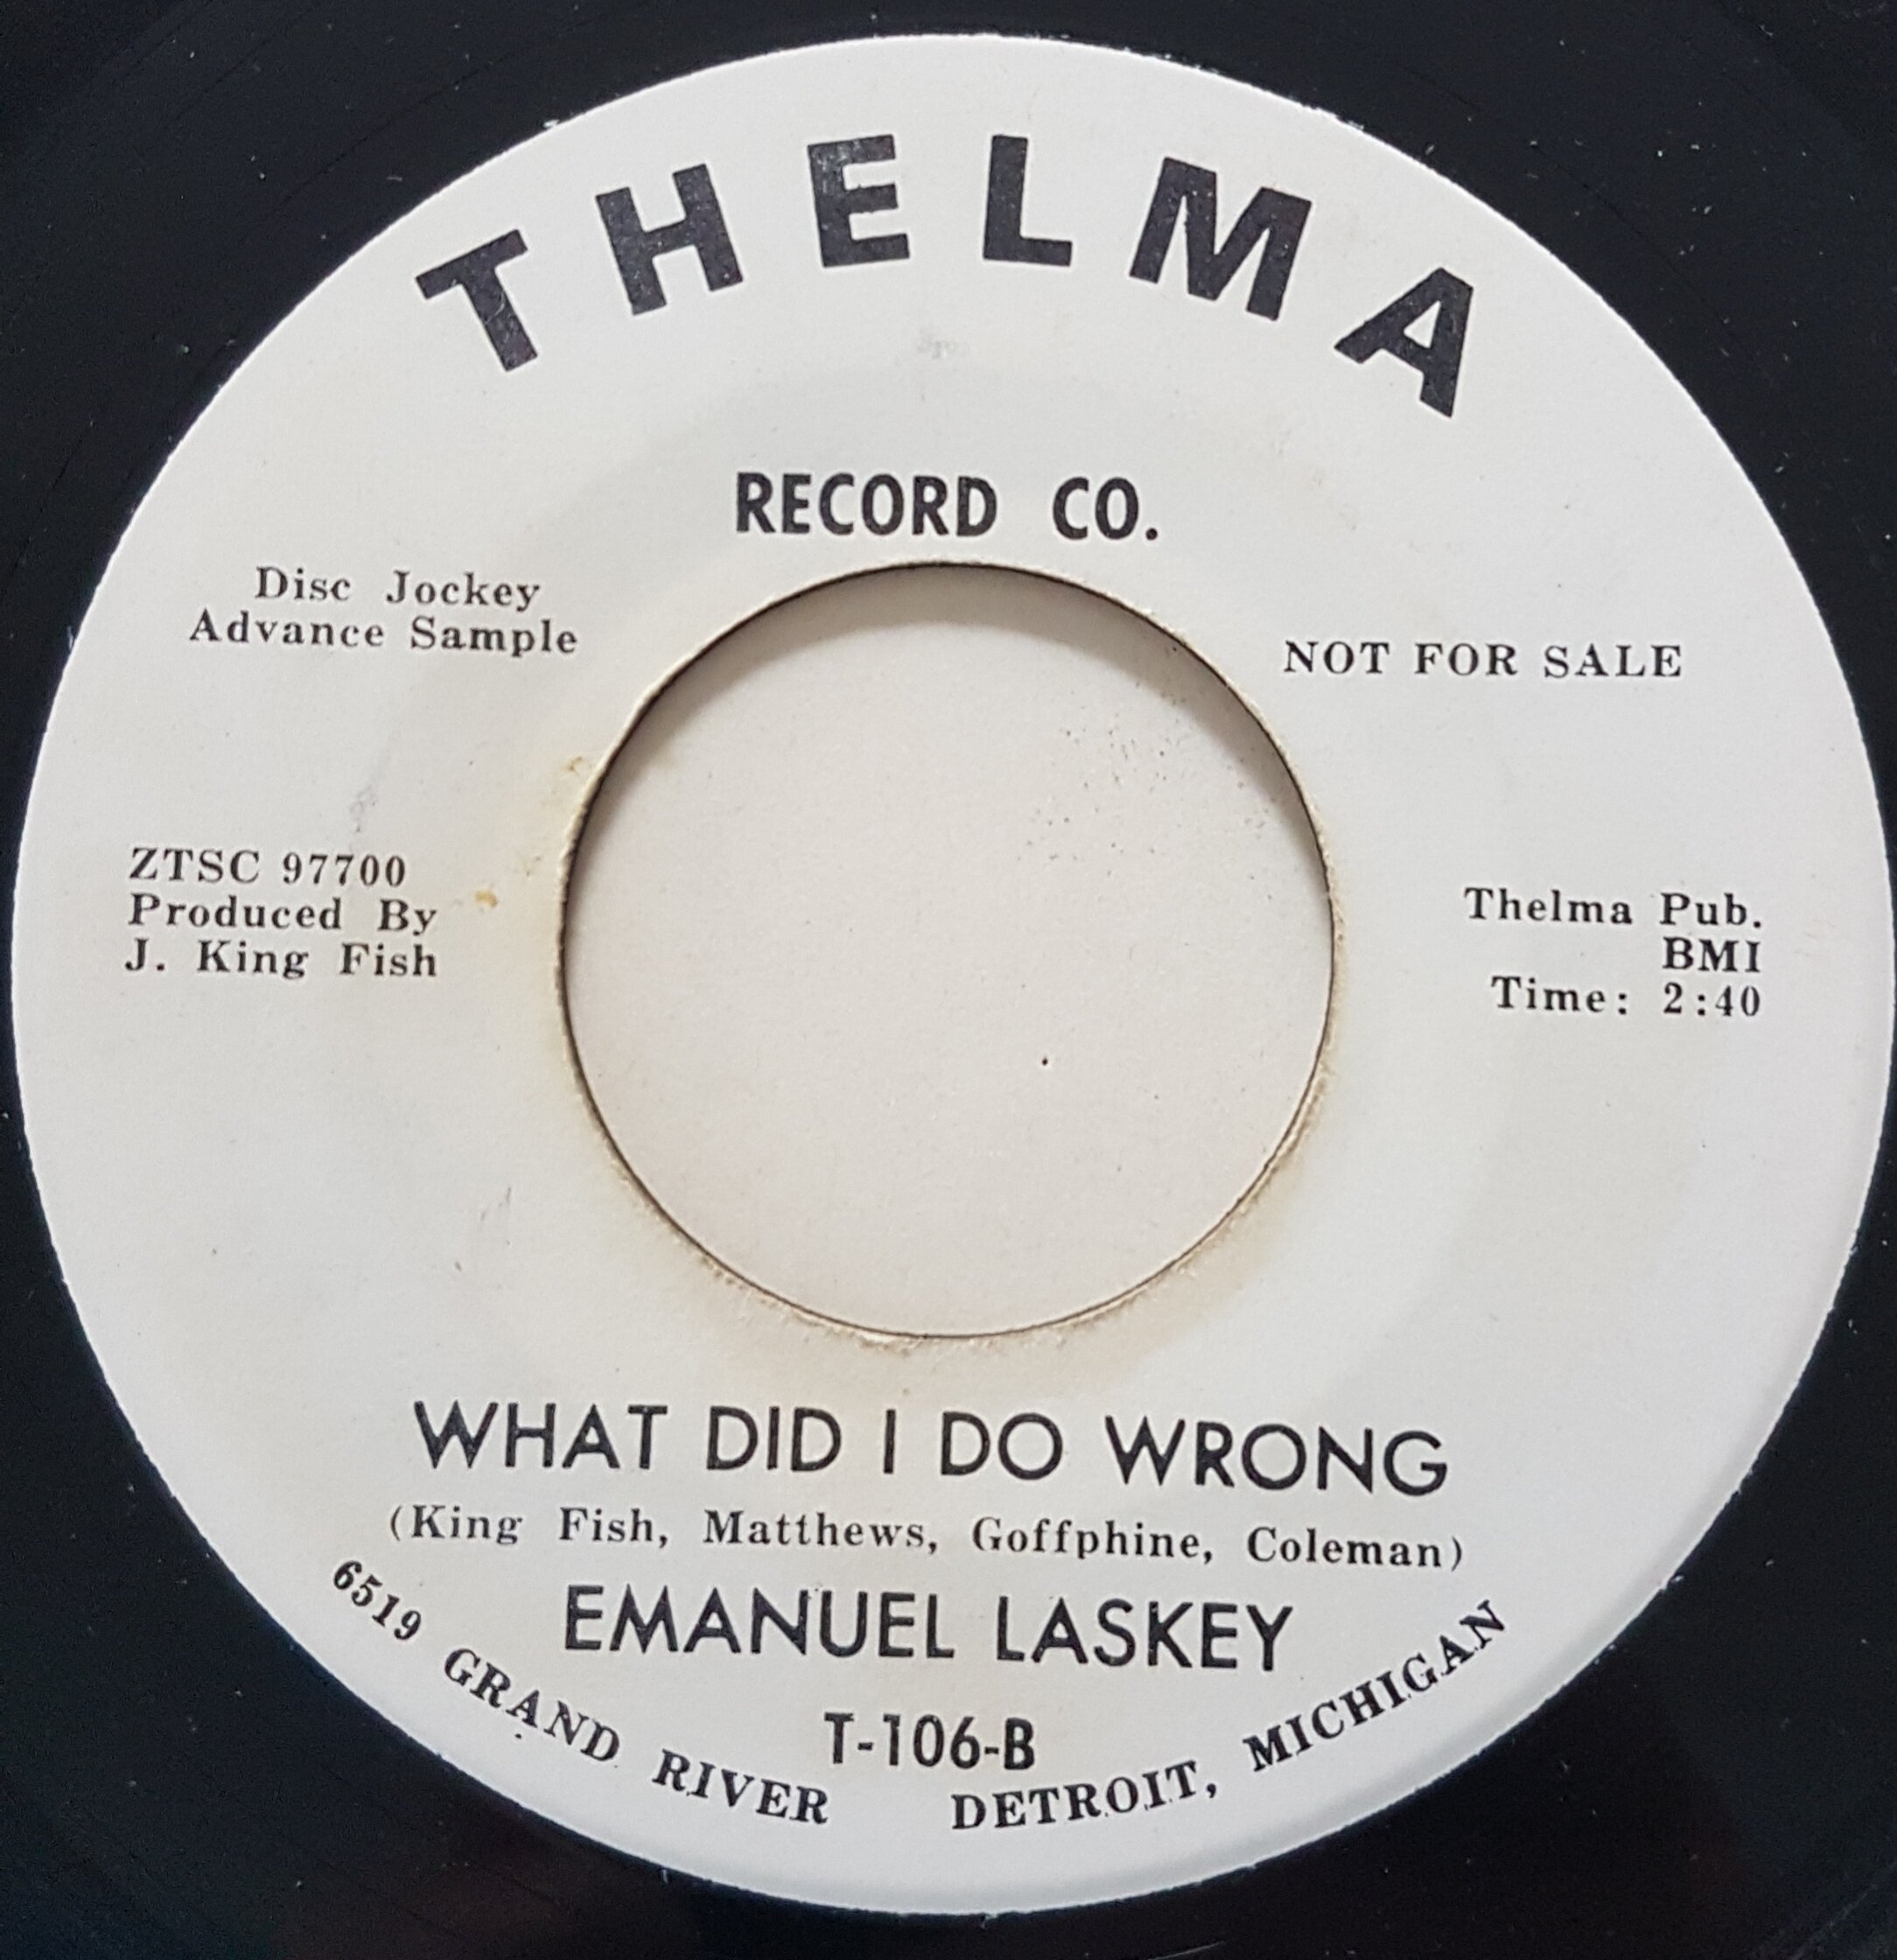 THELMA
RECORD CO.
Disc Jockey
Advance Sample
NOT FOR SALE
ZTSC 97700
Produced By
J. King Fish
Thelma Pub.
BMI
Time: 2:40
WHAT DID I DO WRONG
(King Fish, Matthews, Goffphine, Coleman)
EMANUEL LASKEY
T-106-B
6519 GRAND RIVER DETROIT, MICHIGAN